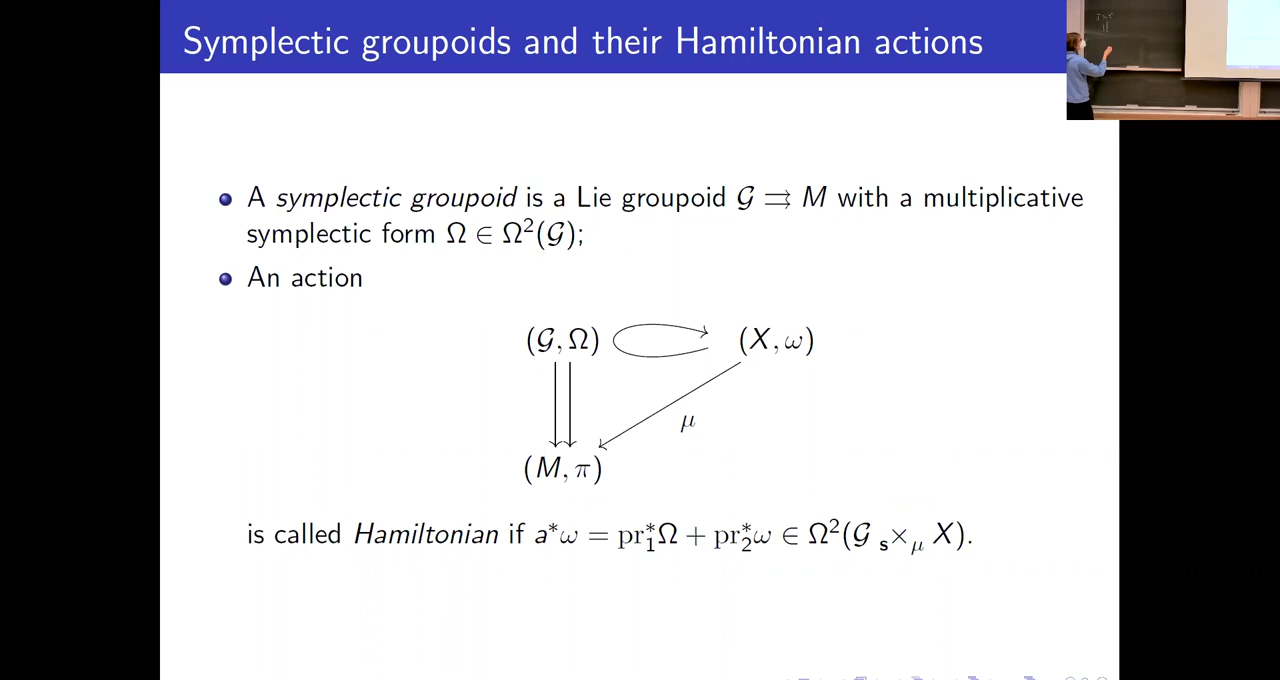 Symplectic groupoids and their Hamiltonian actions
A symplectic groupoid is a Lie groupoid 𝒢 ⇉ M with a multiplicative
symplectic form Ω ∈ Ω²(𝒢);
An action
(𝒢, Ω) (X, ω)
μ
(M, π)
is called Hamiltonian if a*ω = pr₁*Ω + pr₂*ω ∈ Ω²(𝒢 ₛ×_μ X).